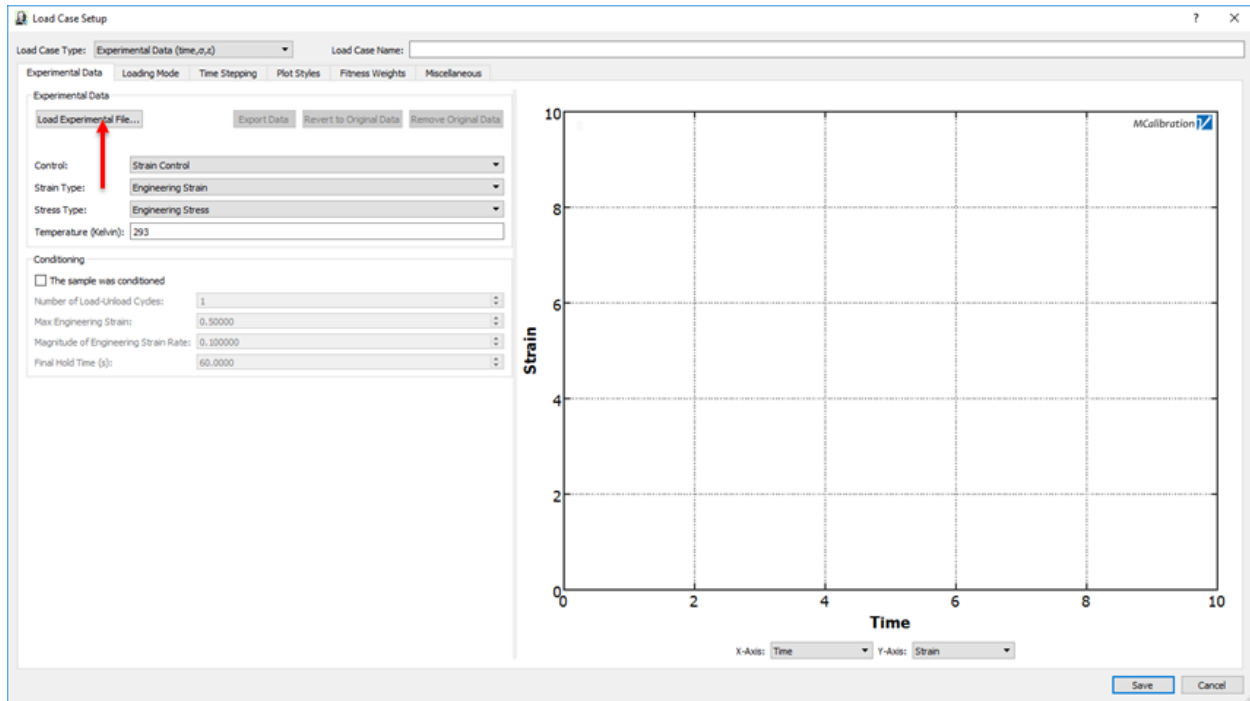 Load Case Setup
? ×
Load Case Type: Experimental Data (time,σ,ε) Load Case Name:
Experimental Data Loading Mode Time Stepping Plot Styles Fitness Weights Miscellaneous
Experimental Data
Load Experimental File... Export Data Revert to Original Data Remove Original Data
Control: Strain Control
Strain Type: Engineering Strain
Stress Type: Engineering Stress
Temperature (Kelvin): 293
Conditioning
The sample was conditioned
Number of Load-Unload Cycles: 1
Max Engineering Strain: 0.50000
Magnitude of Engineering Strain Rate: 0.100000
Final Hold Time (s): 60.0000
MCalibration
10
8
6
4
2
0
Strain
0 2 4 6 8 10
Time
X-Axis: Time Y-Axis: Strain
Save Cancel